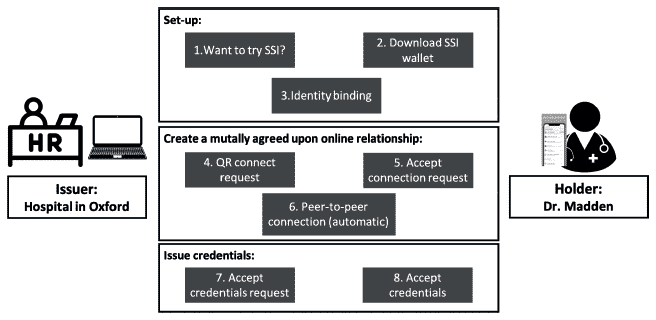 Set-up:
1.Want to try SSI?
2. Download SSI
wallet
3.Identity binding
HR
Issuer:
Hospital in Oxford
Create a mutally agreed upon online relationship:
4. QR connect
request
5. Accept
connection request
6. Peer-to-peer
connection (automatic)
Holder:
Dr. Madden
Issue credentials:
7. Accept
credentials request
8. Accept
credentials